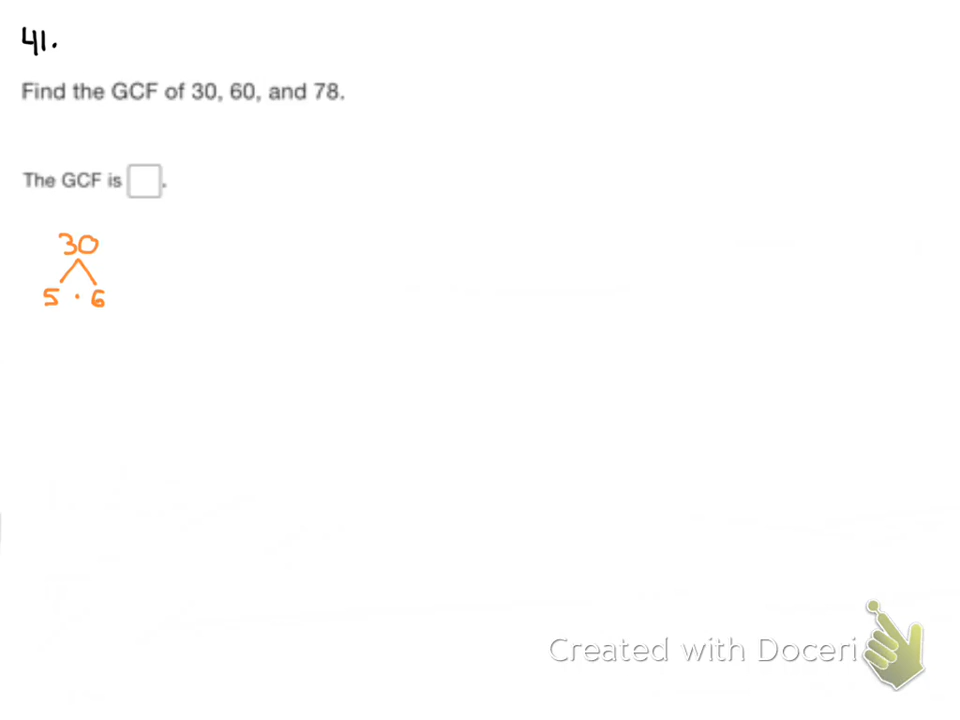 41.
Find the GCF of 30, 60, and 78.
The GCF is .
30
5 · 6
Created with Doceri